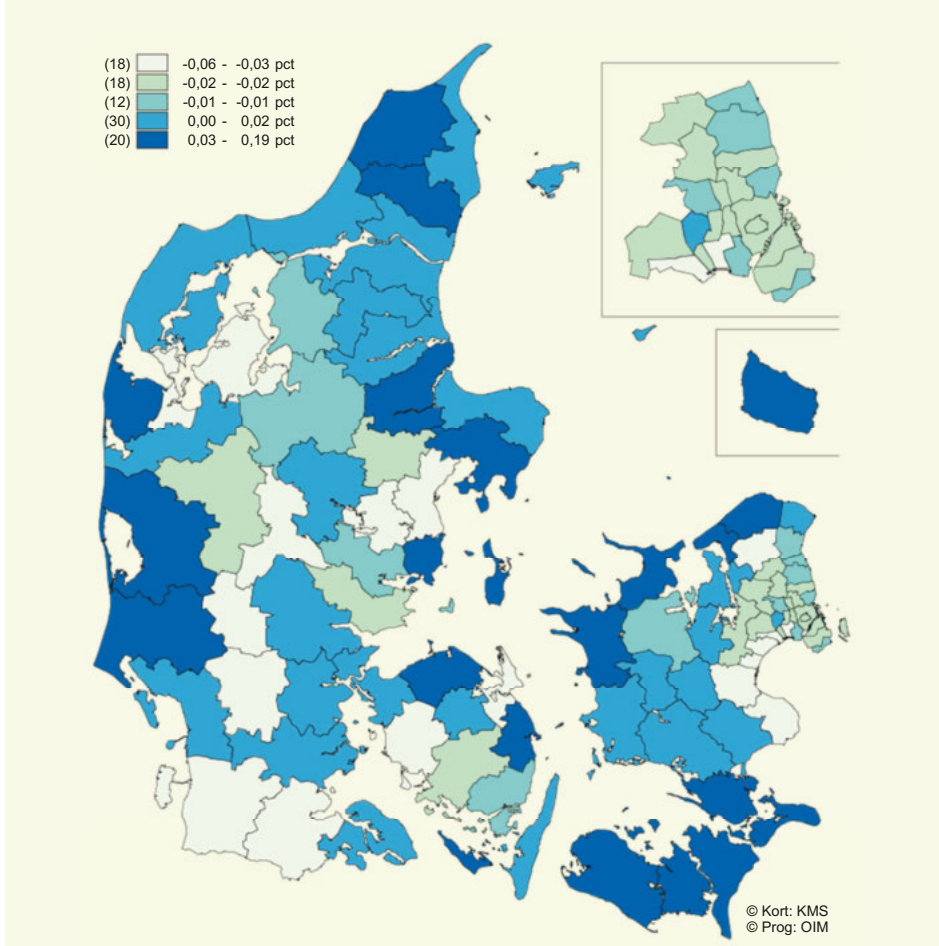 (18) -0,06 - -0,03 pct
(18) -0,02 - -0,02 pct
(12) -0,01 - -0,01 pct
(30) 0,00 - 0,02 pct
(20) 0,03 - 0,19 pct
© Kort: KMS
© Prog: OIM